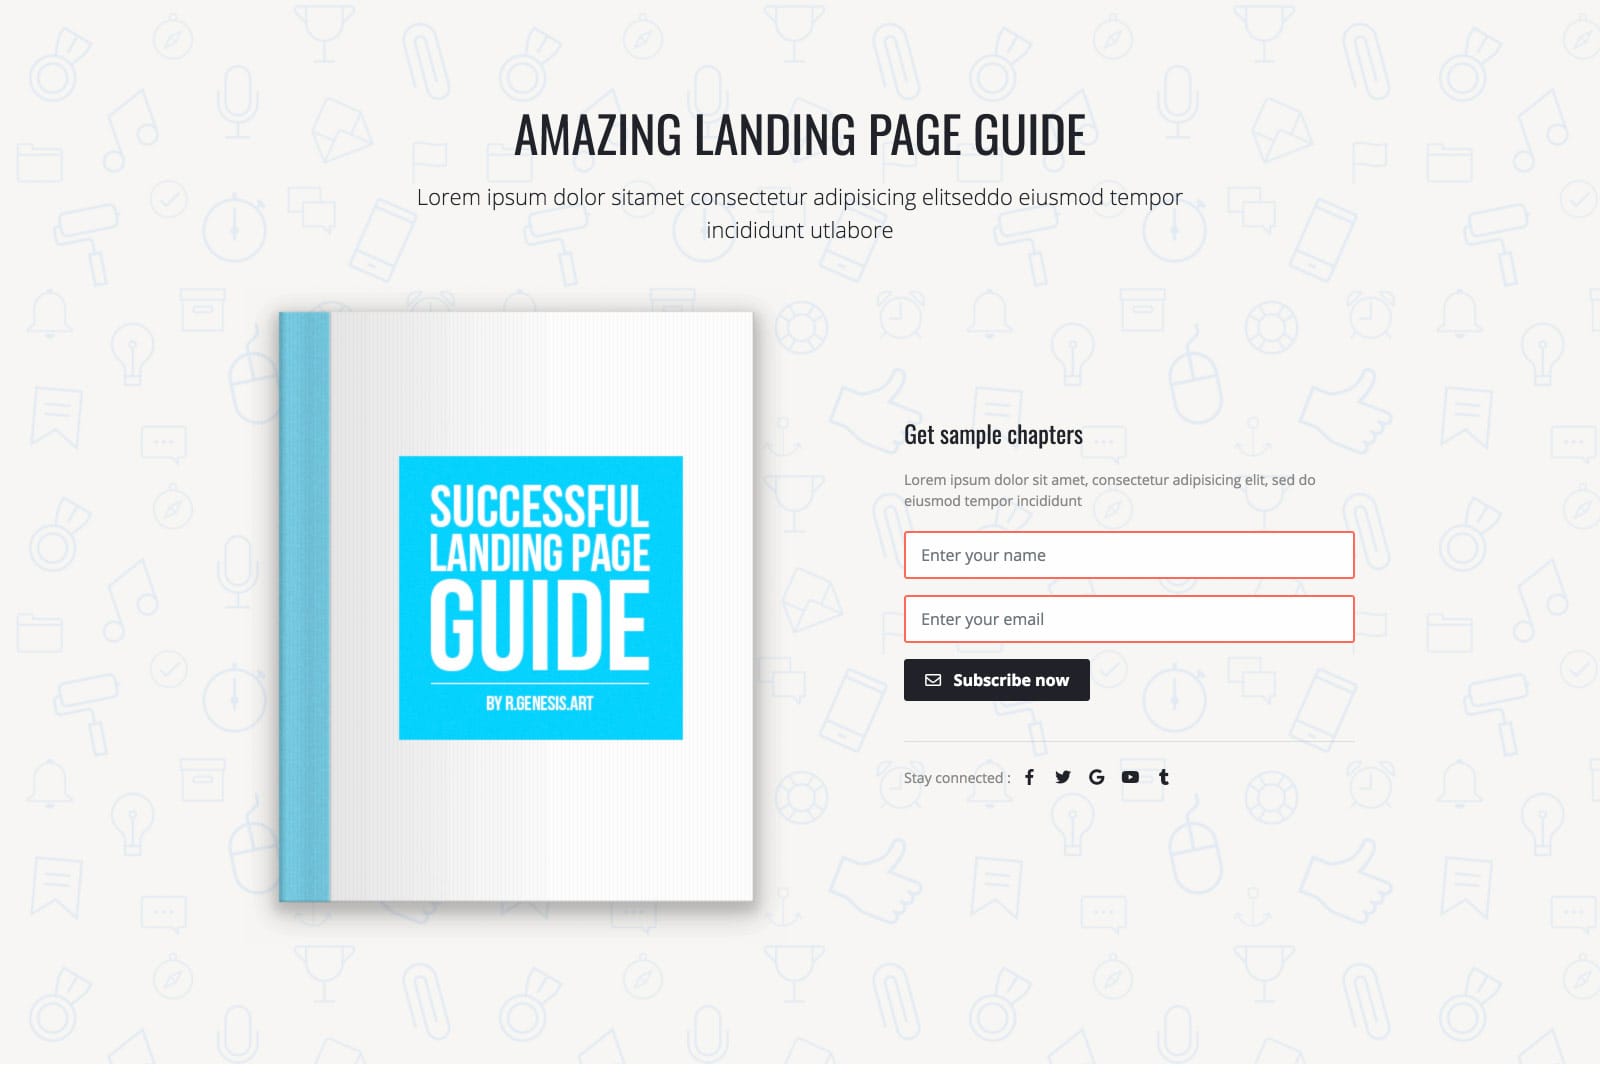 AMAZING LANDING PAGE GUIDE
Lorem ipsum dolor sitamet consectetur adipisicing elitseddo eiusmod tempor
incididunt utlabore
SUCCESSFUL
LANDING PAGE
GUIDE
BY R.GENESIS.ART
Get sample chapters
Lorem ipsum dolor sit amet, consectetur adipisicing elit, sed do
eiusmod tempor incididunt
Enter your name
Enter your email
Subscribe now
Stay connected :